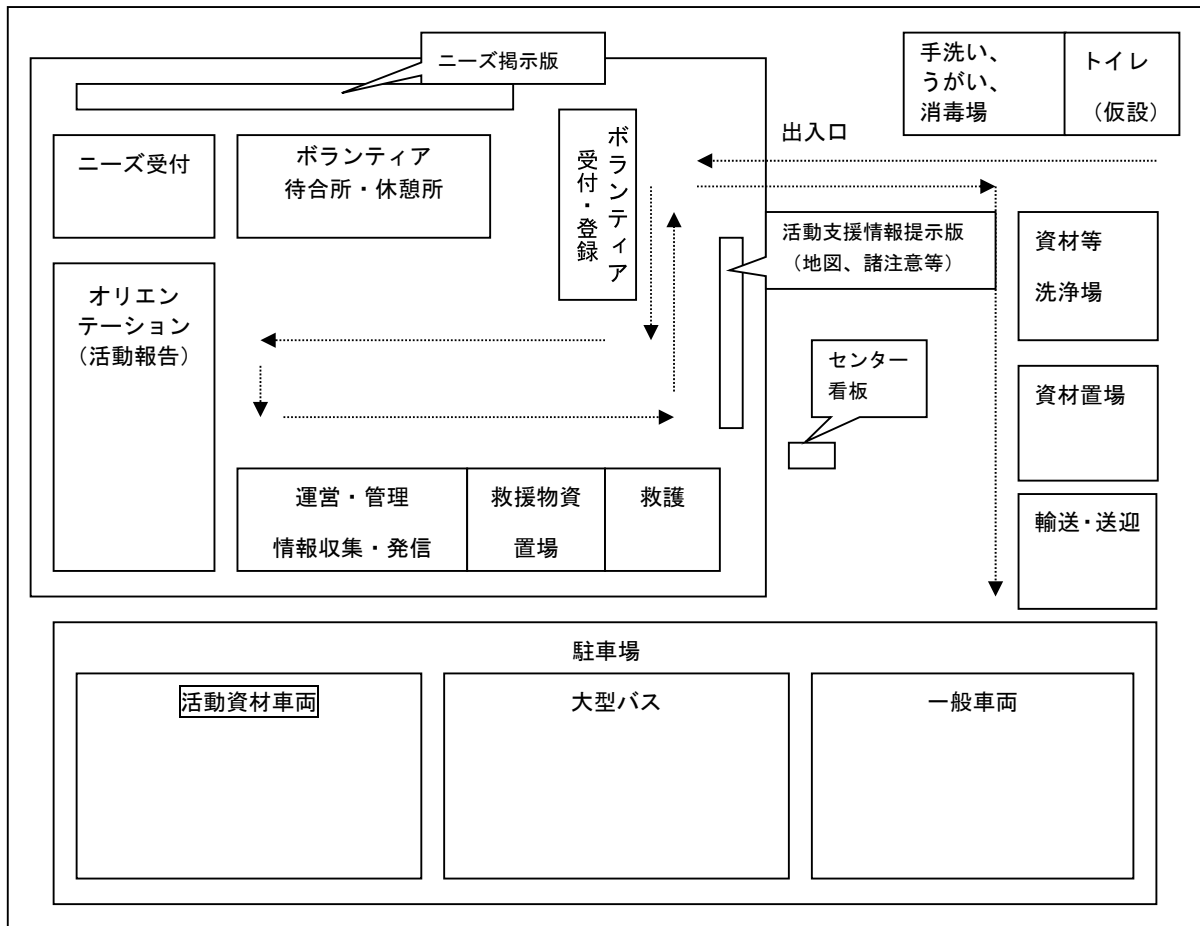 ニーズ掲示版
手洗い、
うがい、
消毒場
トイレ
（仮設）
出入口
ニーズ受付
ボランティア
待合所・休憩所
ボランティア
受付・登録
活動支援情報提示版
（地図、諸注意等）
資材等
洗浄場
オリエン
テーション
（活動報告）
センター
看板
資材置場
運営・管理
情報収集・発信
救援物資
置場
救護
輸送・送迎
駐車場
活動資材車両
大型バス
一般車両